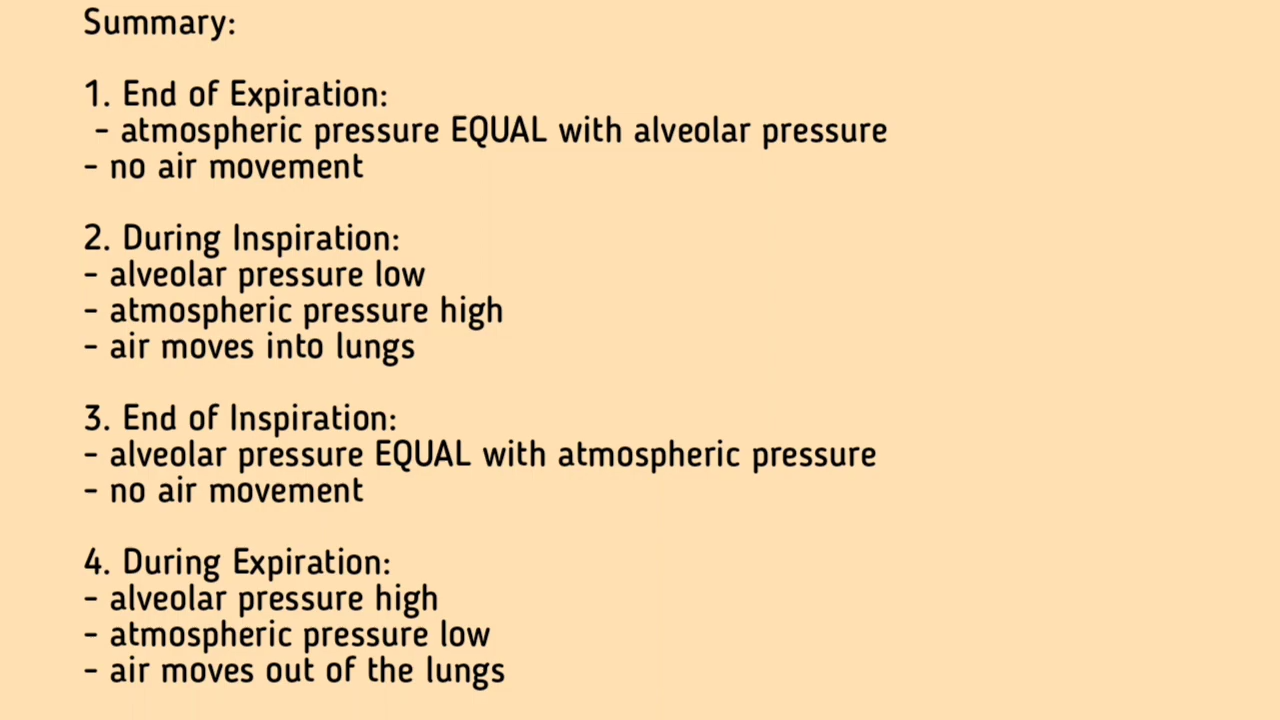 Summary:
1. End of Expiration:
- atmospheric pressure EQUAL with alveolar pressure
- no air movement
2. During Inspiration:
- alveolar pressure low
- atmospheric pressure high
- air moves into lungs
3. End of Inspiration:
- alveolar pressure EQUAL with atmospheric pressure
- no air movement
4. During Expiration:
- alveolar pressure high
- atmospheric pressure low
- air moves out of the lungs